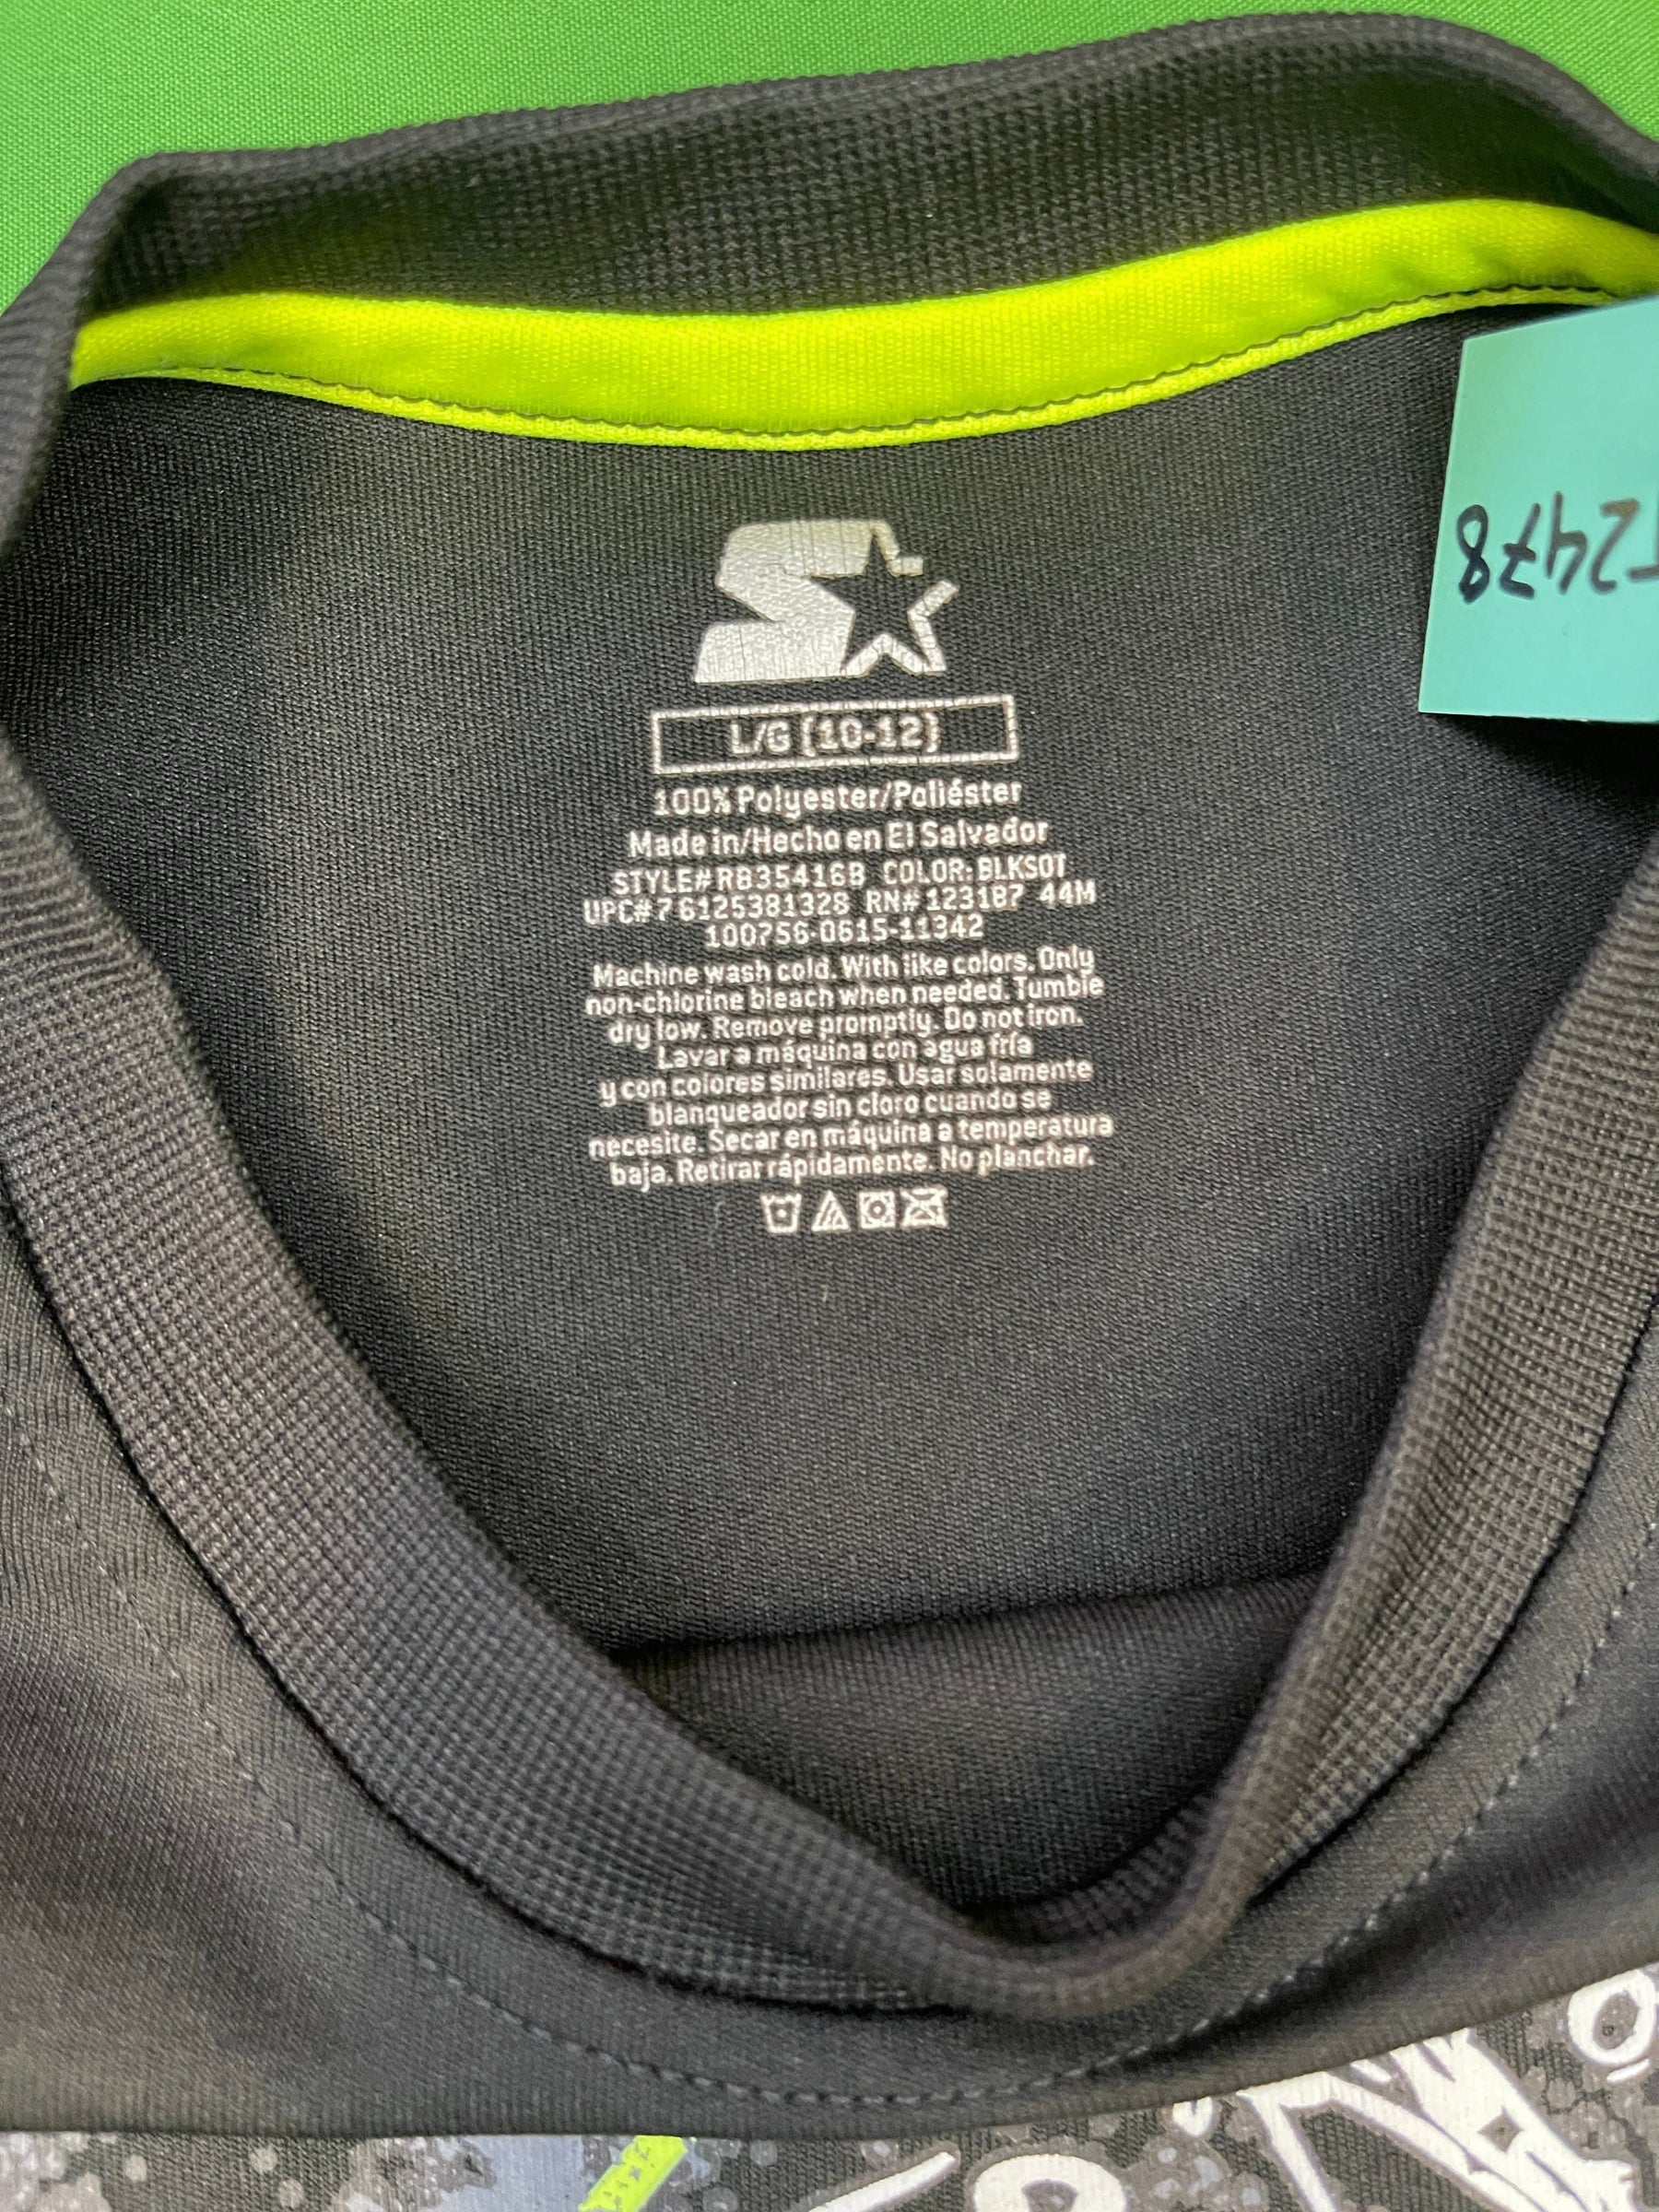 L/G (10-12)
100% Polyester/Poliéster
Made in/Hecho en El Salvador
STYLE# RB35416B COLOR: BLKSOT
UPC# 76125381328 RN# 123187 44M
100756-0615-11342
Machine wash cold. With like colors. Only
non-chlorine bleach when needed. Tumble
dry low. Remove promptly. Do not iron.
Lavar a máquina con agua fría
y con colores similares. Usar solamente
blanqueador sin cloro cuando se
necesite. Secar en máquina a temperatura
baja. Retirar rápidamente. No planchar.
T2478